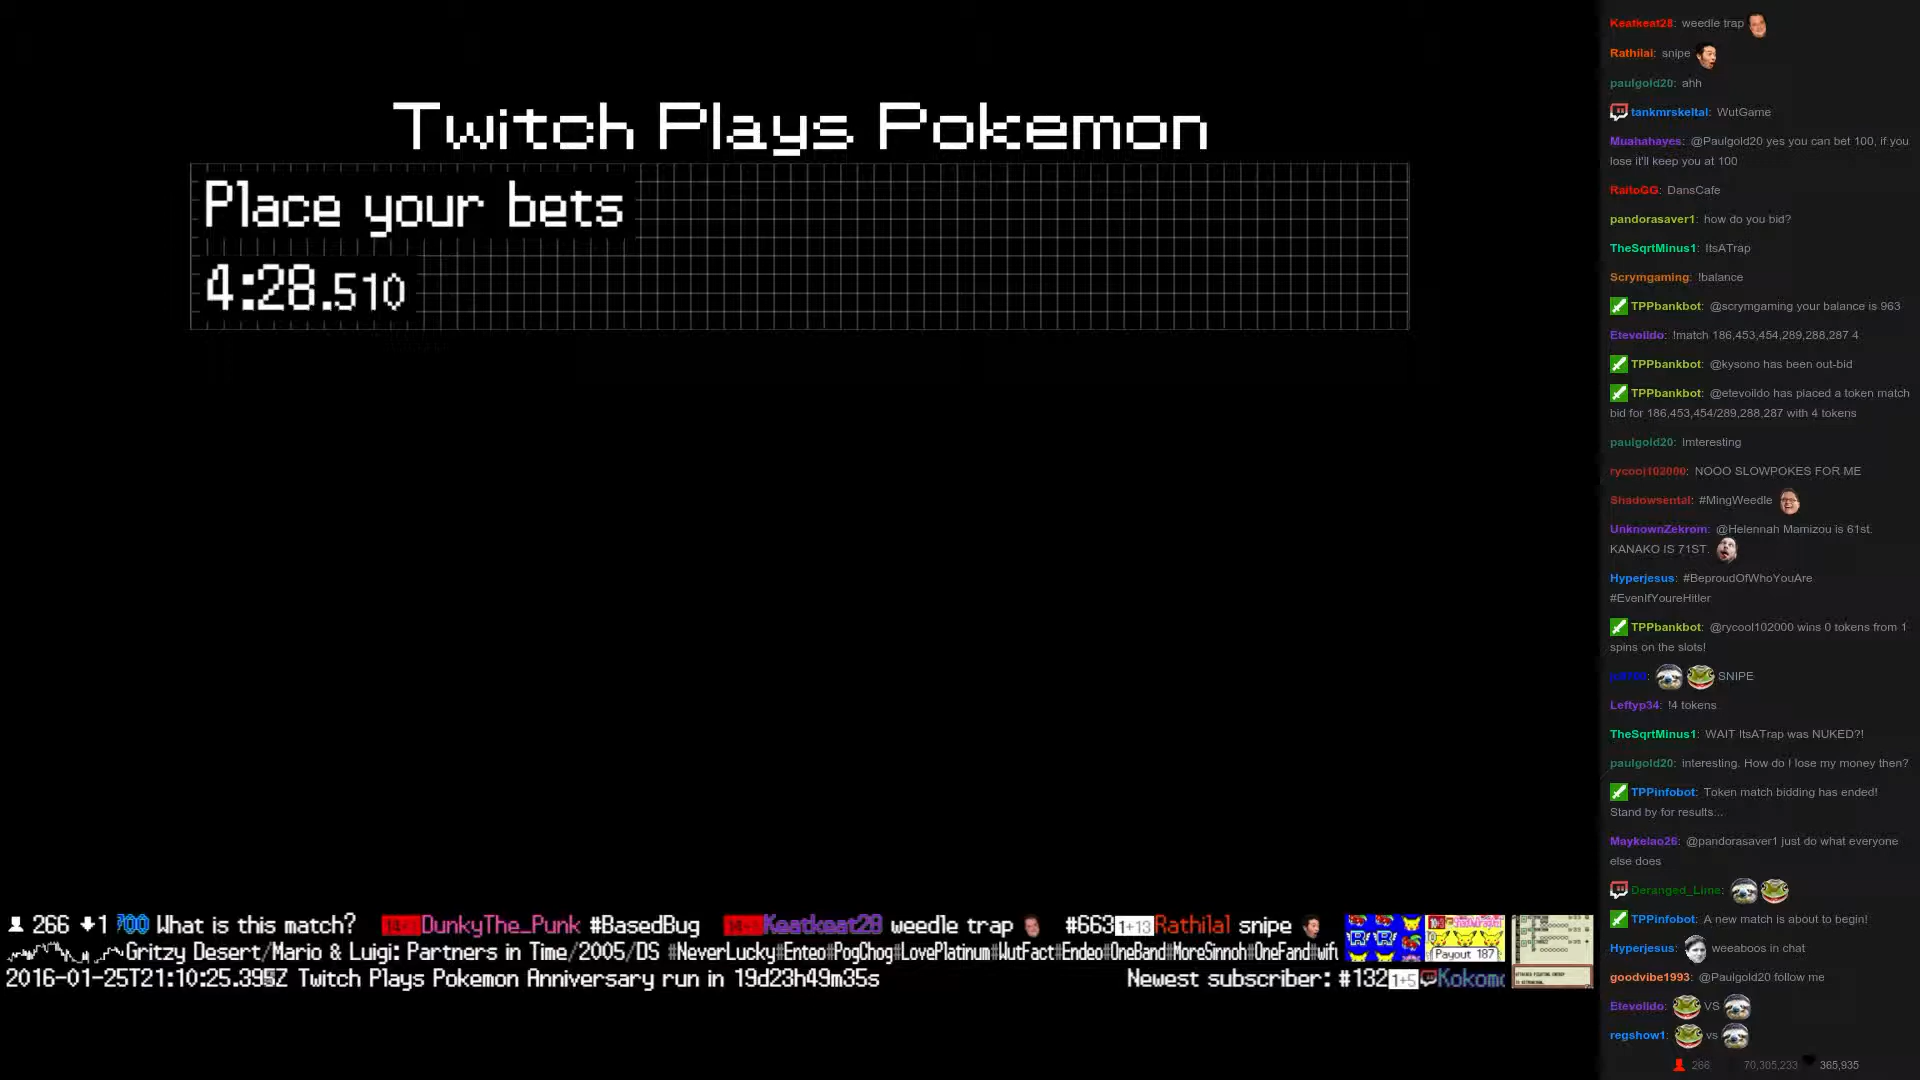 Twitch Plays Pokemon
Place your bets
4:28.510
266 1 700 What is this match? DunkyThe_Punk #BasedBug Keatkeat28 weedle trap #663 1+13 Rathilal snipe
Gritzy Desert/Mario & Luigi: Partners in Time/2005/DS #NeverLucky#Enteo#PogChog#LovePlatinum#WutFact#Endeo#OneBand#MoreSinnoh#OneFand#wifu
2016-01-25T21:10:25.395Z Twitch Plays Pokemon Anniversary run in 19d23h49m35s
Newest subscriber: #132 1+5 Kokomo
Payout 187
Keatkeat28: weedle trap
Rathilal: snipe
paulgold20: ahh
tankmrskeltal: WutGame
Muahahayes: @Paulgold20 yes you can bet 100, if you
lose it'll keep you at 100
RaitoGG: DansCafe
pandorasaver1: how do you bid?
TheSqrtMinus1: ItsATrap
Scrymgaming: !balance
TPPbankbot: @scrymgaming your balance is 963
Etevoildo: !match 186,453,454,289,288,287 4
TPPbankbot: @kysono has been out-bid
TPPbankbot: @etevoildo has placed a token match
bid for 186,453,454/289,288,287 with 4 tokens
paulgold20: Imteresting
rycool102000: NOOO SLOWPOKES FOR ME
Shadowsental: #MingWeedle
UnknownZekrom: @Helennah Mamizou is 61st.
KANAKO IS 71ST.
Hyperjesus: #BeproudOfWhoYouAre
#EvenIfYoureHitler
TPPbankbot: @rycool102000 wins 0 tokens from 1
spins on the slots!
SNIPE
Leftyp34: !4 tokens
TheSqrtMinus1: WAIT ItsATrap was NUKED?!
paulgold20: interesting. How do I lose my money then?
TPPinfobot: Token match bidding has ended!
Stand by for results...
Maykelao26: @pandorasaver1 just do what everyone
else does
Deranged_Lime:
TPPinfobot: A new match is about to begin!
Hyperjesus: weeaboos in chat
goodvibe1993: @Paulgold20 follow me
Etevoildo: VS
regshow1: vs
266 70,305,233 365,935